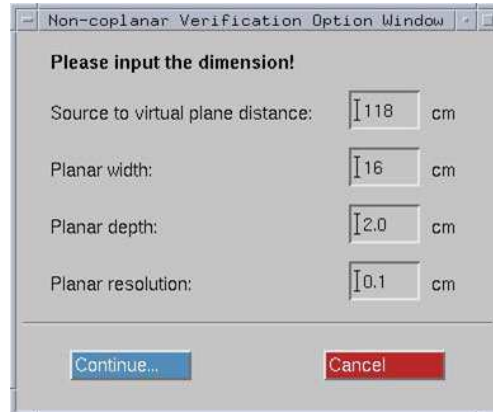 Non-coplanar Verification Option Window
Please input the dimension!
Source to virtual plane distance: 118 cm
Planar width: 16 cm
Planar depth: 2.0 cm
Planar resolution: 0.1 cm
Continue... Cancel